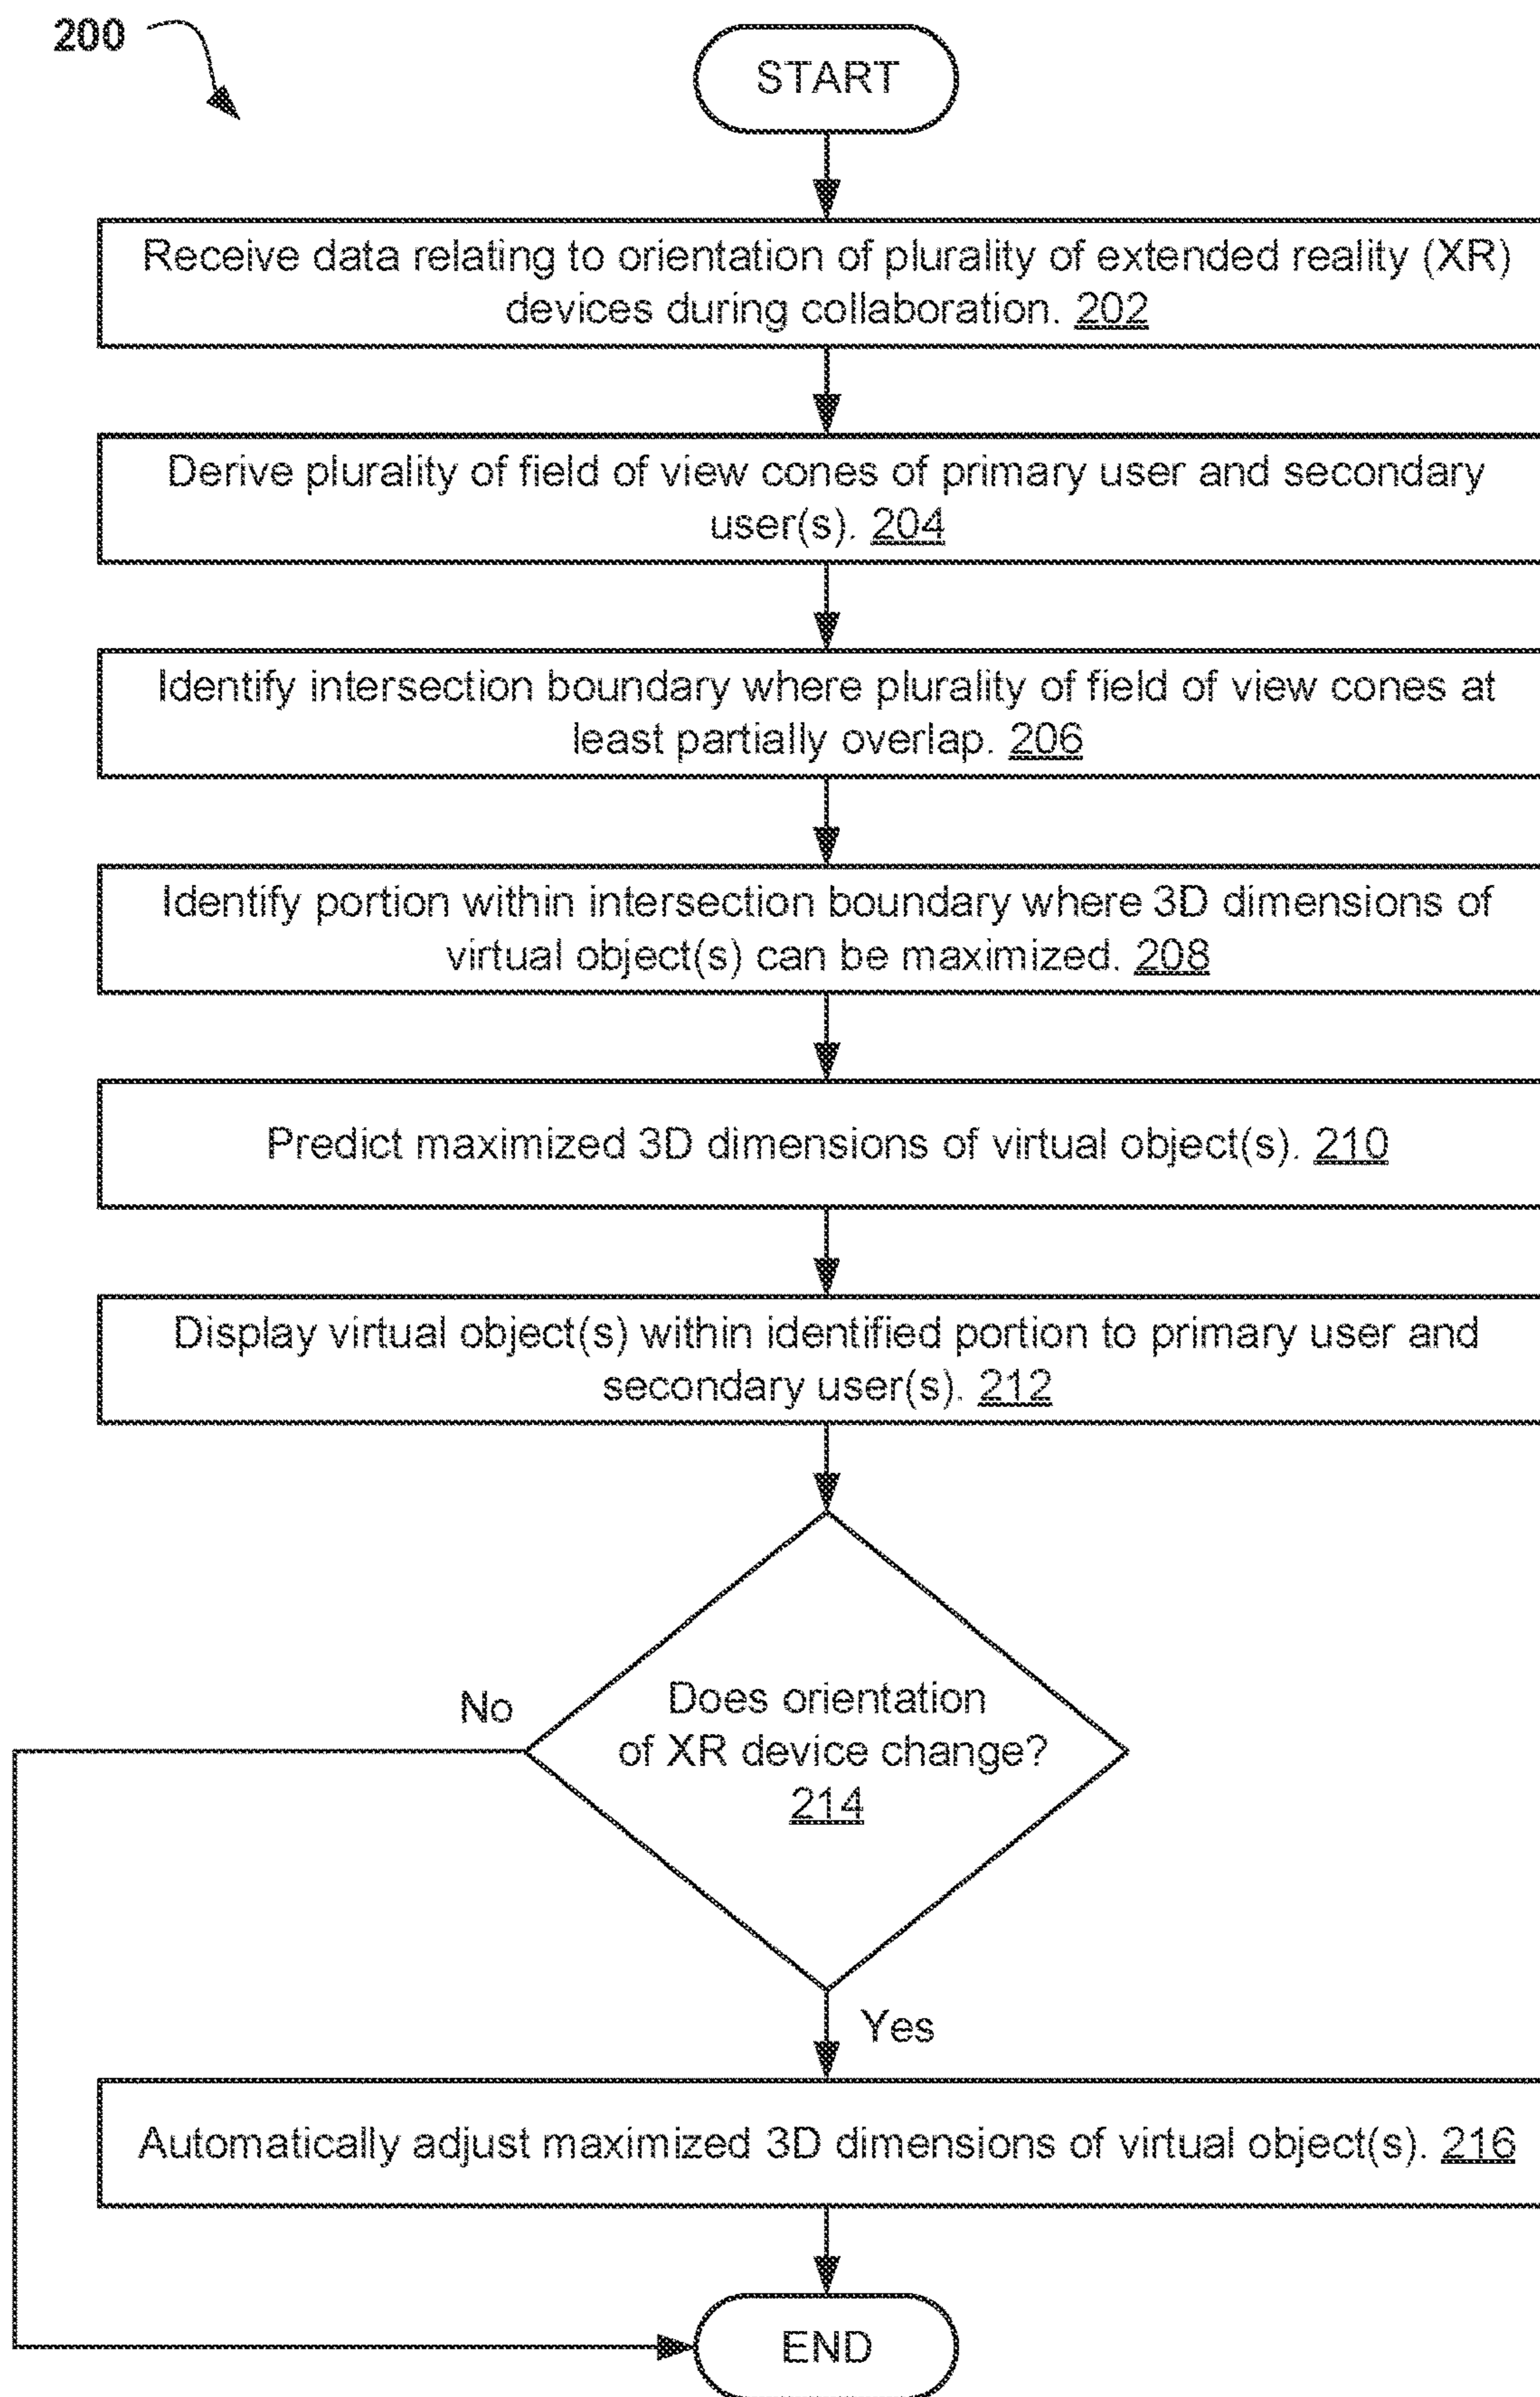 200
START
Receive data relating to orientation of plurality of extended reality (XR)
devices during collaboration. 202
Derive plurality of field of view cones of primary user and secondary
user(s). 204
Identify intersection boundary where plurality of field of view cones at
least partially overlap. 206
Identify portion within intersection boundary where 3D dimensions of
virtual object(s) can be maximized. 208
Predict maximized 3D dimensions of virtual object(s). 210
Display virtual object(s) within identified portion to primary user and
secondary user(s). 212
Does orientation
of XR device change?
214
No
Yes
Automatically adjust maximized 3D dimensions of virtual object(s). 216
END